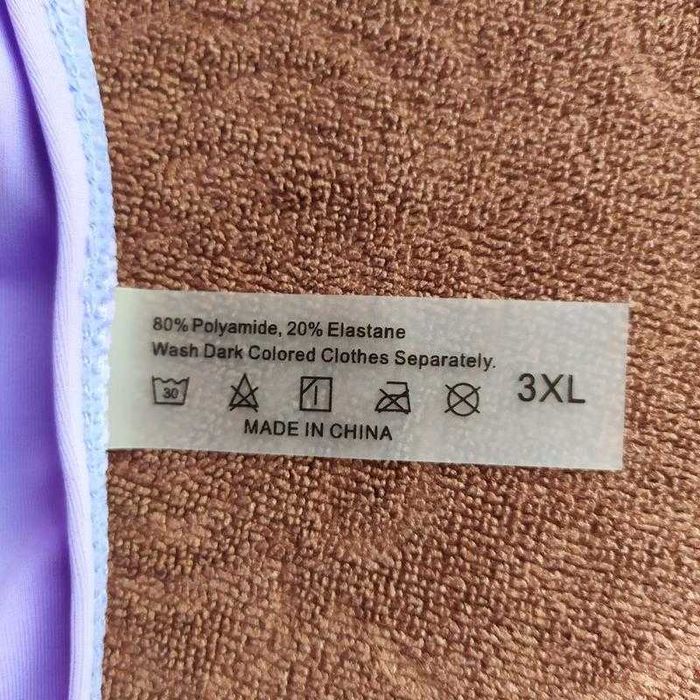 80% Polyamide, 20% Elastane
Wash Dark Colored Clothes Separately.
30
3XL
MADE IN CHINA